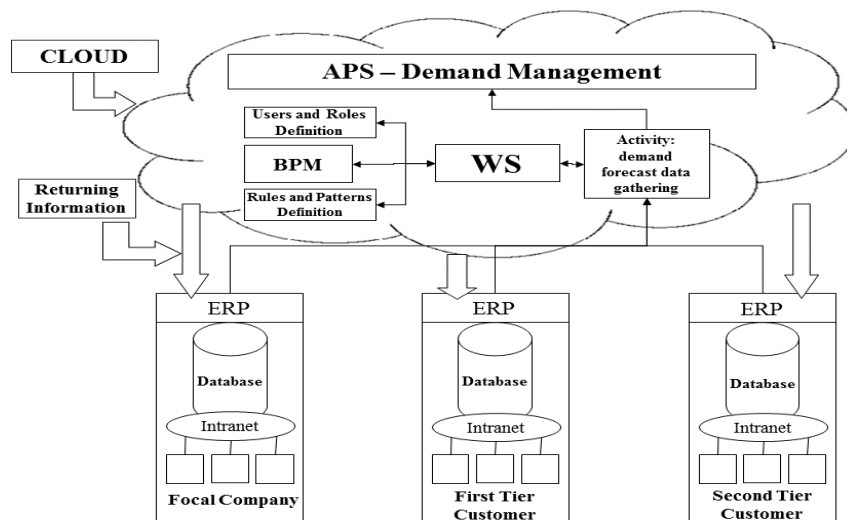 CLOUD
APS – Demand Management
Users and Roles
Definition
BPM
Rules and Patterns
Definition
WS
Activity:
demand
forecast data
gathering
Returning
Information
ERP
Database
Intranet
Focal Company
ERP
Database
Intranet
First Tier
Customer
ERP
Database
Intranet
Second Tier
Customer